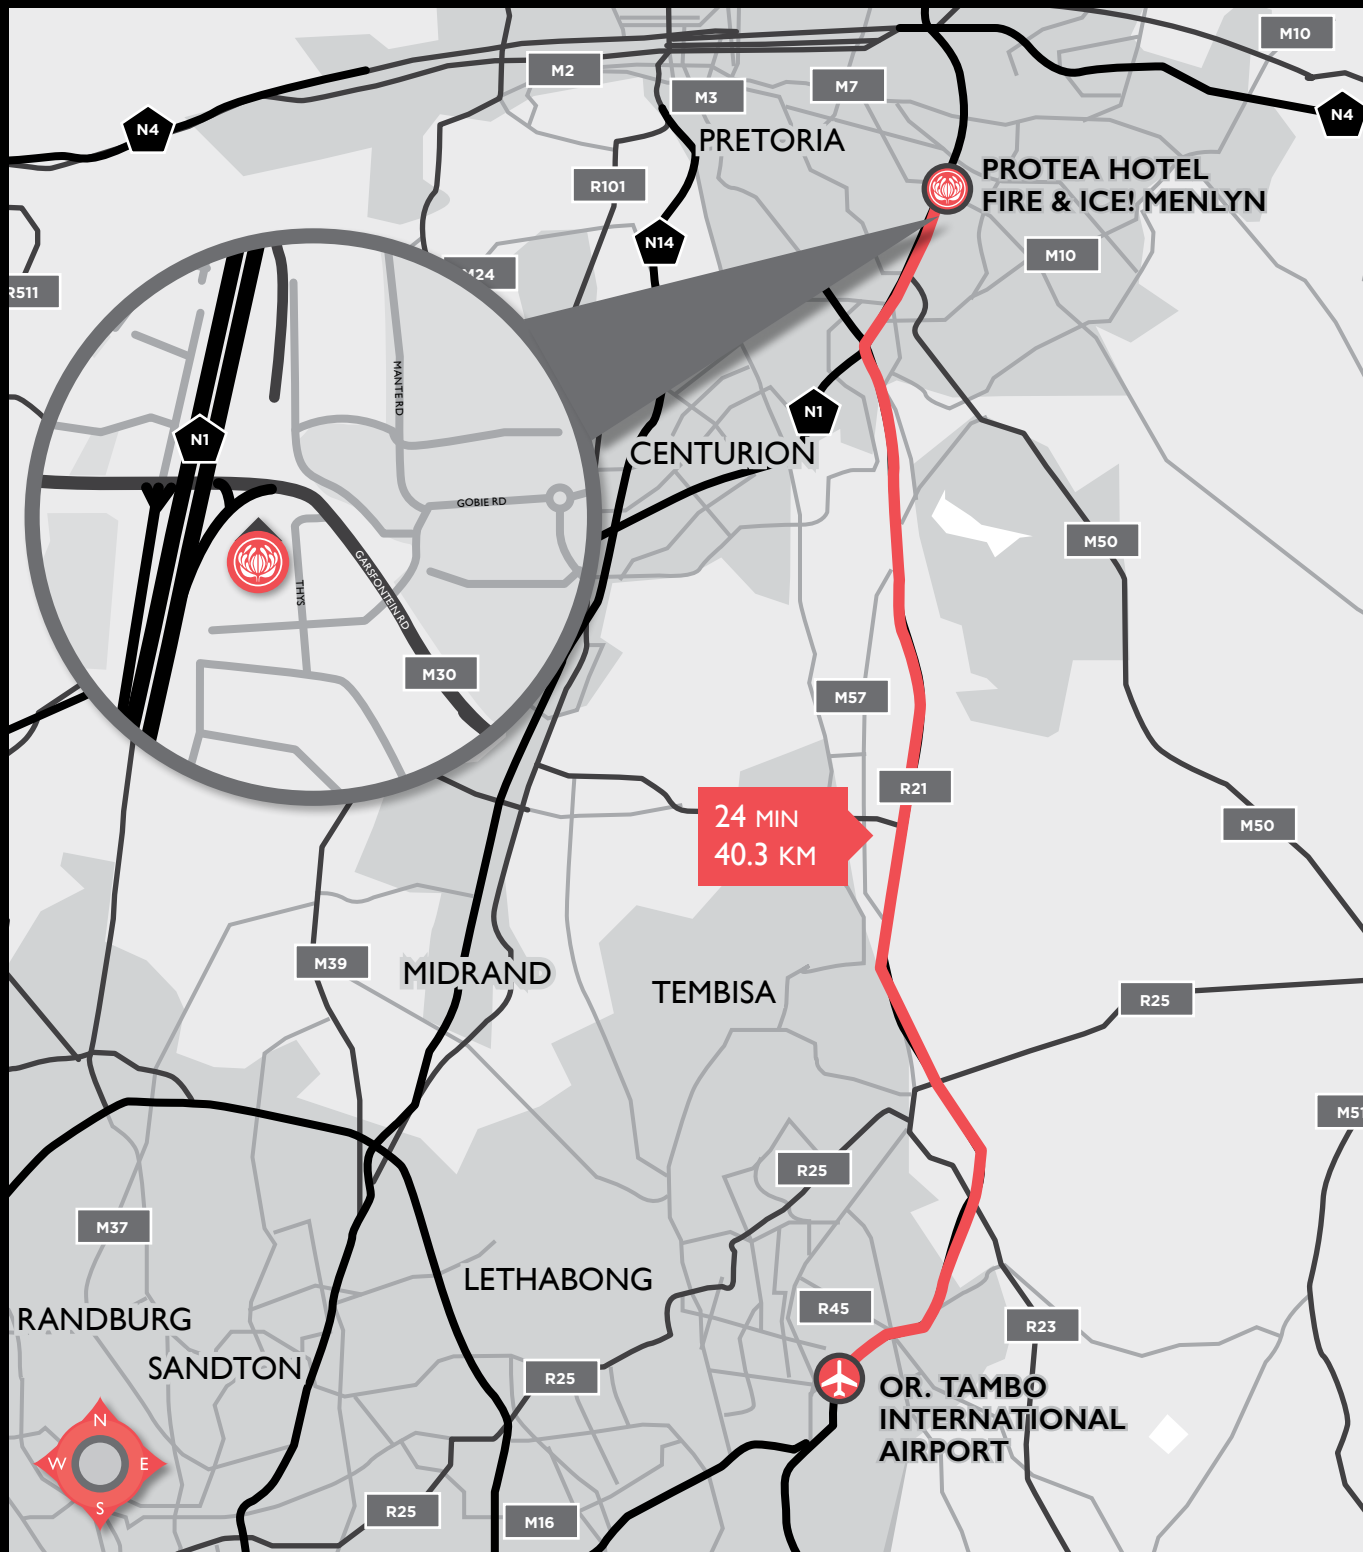 M10
M2
M7
M3
N4
N4
PRETORIA
PROTEA HOTEL
FIRE & ICE! MENLYN
R101
N14
M10
M24
R511
MANTE RD
N1
N1
CENTURION
GOBIE RD
M50
GARSFONTEIN RD
THYS
M30
M57
R21
24 MIN
40.3 KM
M50
M39
MIDRAND
TEMBISA
R25
M51
R25
M37
LETHABONG
R45
RANDBURG
R23
SANDTON
R25
OR. TAMBO
INTERNATIONAL
AIRPORT
N
W
E
S
R25
M16